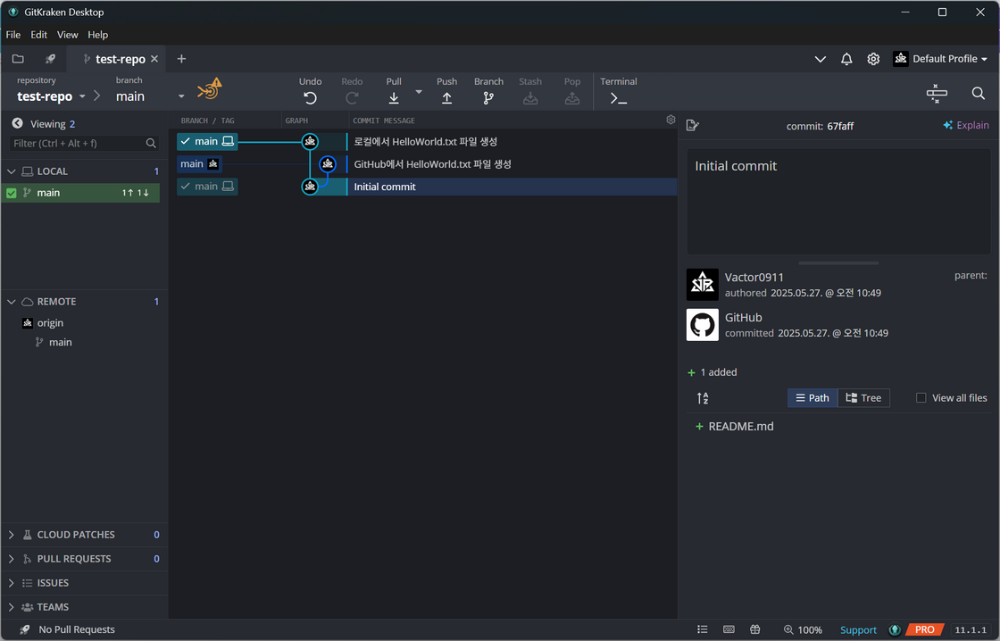 GitKraken Desktop
File Edit View Help
test-repo
Default Profile
repository branch
test-repo main
Undo Redo Pull Push Branch Stash Pop Terminal
Viewing 2
Filter (Ctrl + Alt + f)
LOCAL 1
main 1↑ 1↓
REMOTE 1
origin
main
CLOUD PATCHES 0
PULL REQUESTS 0
ISSUES
TEAMS
BRANCH / TAG GRAPH COMMIT MESSAGE
main 로컬에서 HelloWorld.txt 파일 생성
main GitHub에서 HelloWorld.txt 파일 생성
main Initial commit
commit: 67faff Explain
Initial commit
Vactor0911 parent:
authored 2025.05.27. @ 오전 10:49
GitHub
committed 2025.05.27. @ 오전 10:49
+ 1 added
Path Tree View all files
+ README.md
No Pull Requests 100% Support PRO 11.1.1